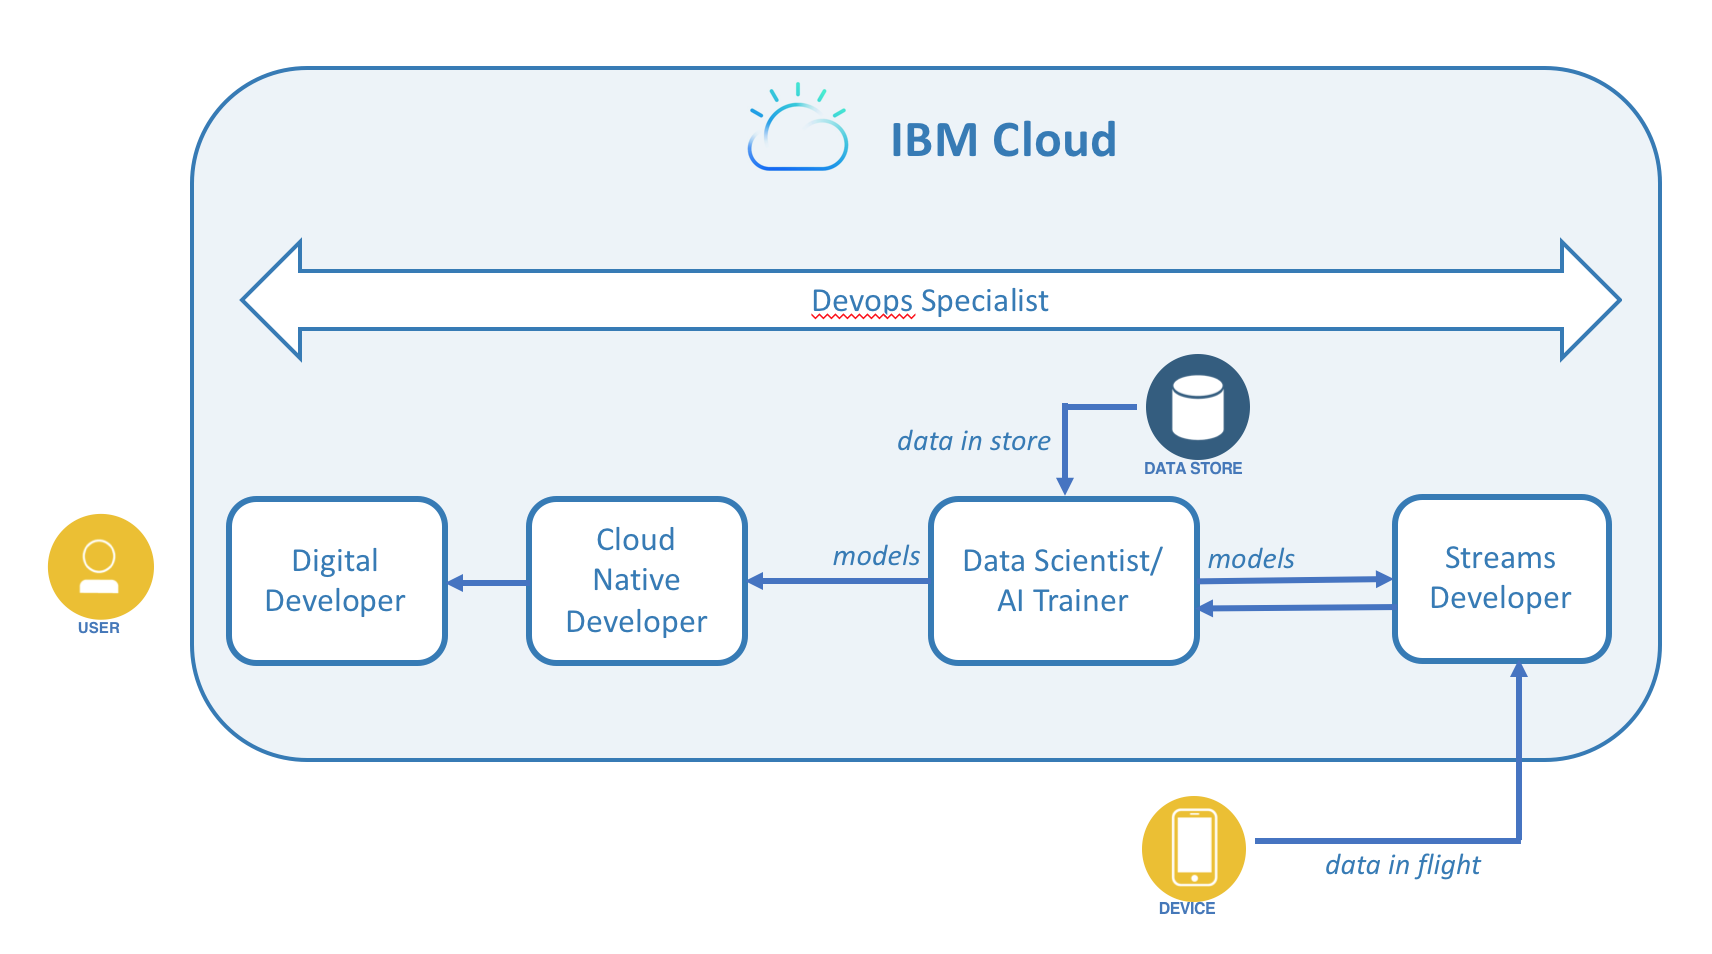 IBM Cloud
Devops Specialist
data in store
DATA STORE
USER
Digital
Developer
Cloud
Native
Developer
models
Data Scientist/
AI Trainer
models
Streams
Developer
DEVICE
data in flight